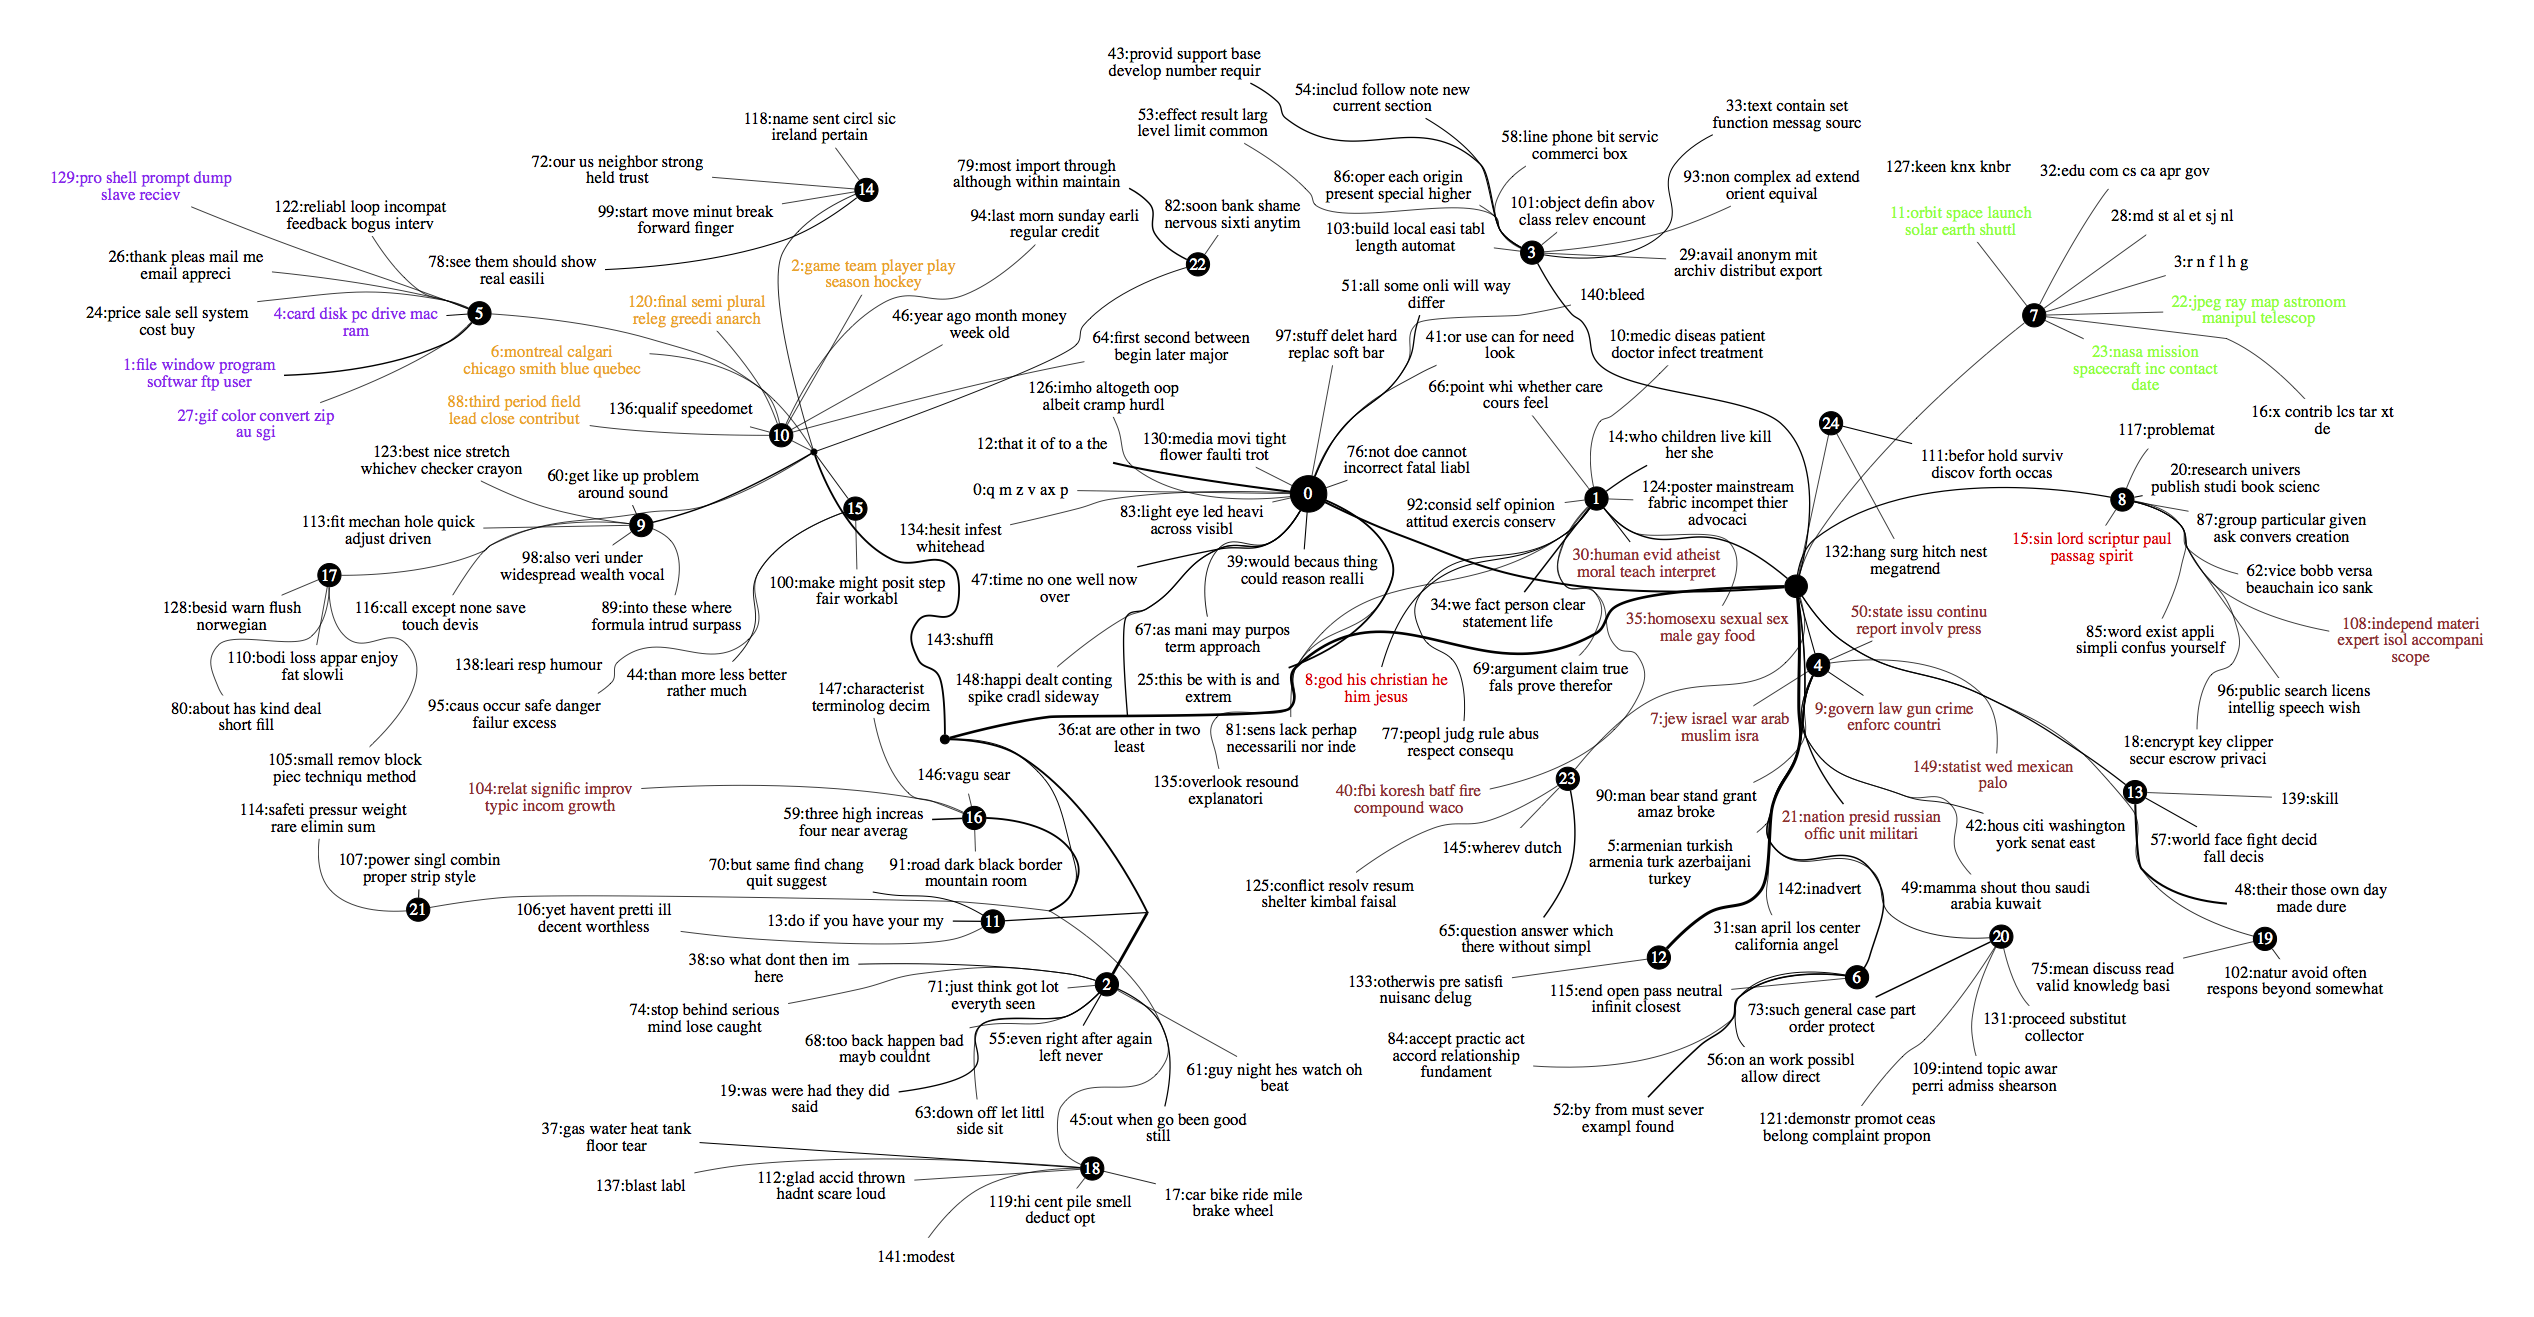 43:provid support base
develop number requir
54:includ follow note new
current section
53:effect result larg
level limit common
33:text contain set
function messag sourc
118:name sent circl sic
ireland pertain
58:line phone bit servic
commerci box
72:our us neighbor strong
held trust
79:most import through
although within maintain
86:oper each origin
present special higher
93:non complex ad extend
orient equival
127:keen knx knbr
32:edu com cs ca apr gov
129:pro shell prompt dump
slave reciev
14
122:reliabl loop incompat
feedback bogus interv
99:start move minut break
forward finger
94:last morn sunday earli
regular credit
82:soon bank shame
nervous sixti anytim
101:object defin abov
class relev encount
11:orbit space launch
solar earth shuttl
28:md st al et sj nl
103:build local easi tabl
length automat
3
26:thank pleas mail me
email appreci
78:see them should show
real easili
2:game team player play
season hockey
22
29:avail anonym mit
archiv distribut export
3:r n f l h g
51:all some onli will way
differ
140:bleed
24:price sale sell system
cost buy
4:card disk pc drive mac
ram
5
120:final semi plural
releg greedi anarch
46:year ago month money
week old
22:jpeg ray map astronom
manipul telescop
7
64:first second between
begin later major
97:stuff delet hard
replac soft bar
41:or use can for need
look
10:medic diseas patient
doctor infect treatment
6:montreal calgari
chicago smith blue quebec
23:nasa mission
spacecraft inc contact
date
1:file window program
softwar ftp user
126:imho altogeth oop
albeit cramp hurdl
66:point whi whether care
cours feel
27:gif color convert zip
au sgi
88:third period field
lead close contribut
136:qualif speedomet
10
16:x contrib lcs tar xt
de
24
117:problemat
12:that it of to a the
130:media movi tight
flower faulti trot
14:who children live kill
her she
123:best nice stretch
whichev checker crayon
76:not doe cannot
incorrect fatal liabl
111:befor hold surviv
discov forth occas
60:get like up problem
around sound
20:research univers
publish studi book scienc
0:q m z v ax p
0
1
124:poster mainstream
fabric incompet thier
advocaci
8
92:consid self opinion
attitud exercis conserv
15
83:light eye led heavi
across visibl
113:fit mechan hole quick
adjust driven
9
134:hesit infest
whitehead
87:group particular given
ask convers creation
15:sin lord scriptur paul
passag spirit
98:also veri under
widespread wealth vocal
39:would becaus thing
could reason realli
30:human evid atheist
moral teach interpret
132:hang surg hitch nest
megatrend
17
100:make might posit step
fair workabl
47:time no one well now
over
62:vice bobb versa
beauchain ico sank
128:besid warn flush
norwegian
116:call except none save
touch devis
89:into these where
formula intrud surpass
34:we fact person clear
statement life
35:homosexu sexual sex
male gay food
50:state issu continu
report involv press
108:independ materi
expert isol accompani
scope
67:as mani may purpos
term approach
85:word exist appli
simpli confus yourself
143:shuffl
110:bodi loss appar enjoy
fat slowli
138:leari resp humour
44:than more less better
rather much
4
148:happi dealt conting
spike cradl sideway
25:this be with is and
extrem
8:god his christian he
him jesus
69:argument claim true
fals prove therefor
80:about has kind deal
short fill
95:caus occur safe danger
failur excess
147:characterist
terminolog decim
96:public search licens
intellig speech wish
7:jew israel war arab
muslim isra
9:govern law gun crime
enforc countri
36:at are other in two
least
81:sens lack perhap
necessarili nor inde
77:peopl judg rule abus
respect consequ
18:encrypt key clipper
secur escrow privaci
105:small remov block
piec techniqu method
146:vagu sear
135:overlook resound
explanatori
23
149:statist wed mexican
palo
104:relat signific improv
typic incom growth
40:fbi koresh batf fire
compound waco
90:man bear stand grant
amaz broke
13
139:skill
114:safeti pressur weight
rare elimin sum
59:three high increas
four near averag
16
21:nation presid russian
offic unit militari
42:hous citi washington
york senat east
145:wherev dutch
57:world face fight decid
fall decis
5:armenian turkish
armenia turk azerbaijani
turkey
107:power singl combin
proper strip style
70:but same find chang
quit suggest
91:road dark black border
mountain room
125:conflict resolv resum
shelter kimbal faisal
142:inadvert
49:mamma shout thou saudi
arabia kuwait
48:their those own day
made dure
21
106:yet havent pretti ill
decent worthless
13:do if you have your my
11
65:question answer which
there without simpl
31:san april los center
california angel
20
19
12
38:so what dont then im
here
71:just think got lot
everyth seen
2
133:otherwis pre satisfi
nuisanc delug
115:end open pass neutral
infinit closest
6
75:mean discuss read
valid knowledg basi
102:natur avoid often
respons beyond somewhat
74:stop behind serious
mind lose caught
73:such general case part
order protect
131:proceed substitut
collector
68:too back happen bad
mayb couldnt
55:even right after again
left never
84:accept practic act
accord relationship
fundament
56:on an work possibl
allow direct
61:guy night hes watch oh
beat
109:intend topic awar
perri admiss shearson
19:was were had they did
said
63:down off let littl
side sit
45:out when go been good
still
52:by from must sever
exampl found
121:demonstr promot ceas
belong complaint propon
37:gas water heat tank
floor tear
18
137:blast labl
112:glad accid thrown
hadnt scare loud
119:hi cent pile smell
deduct opt
17:car bike ride mile
brake wheel
141:modest